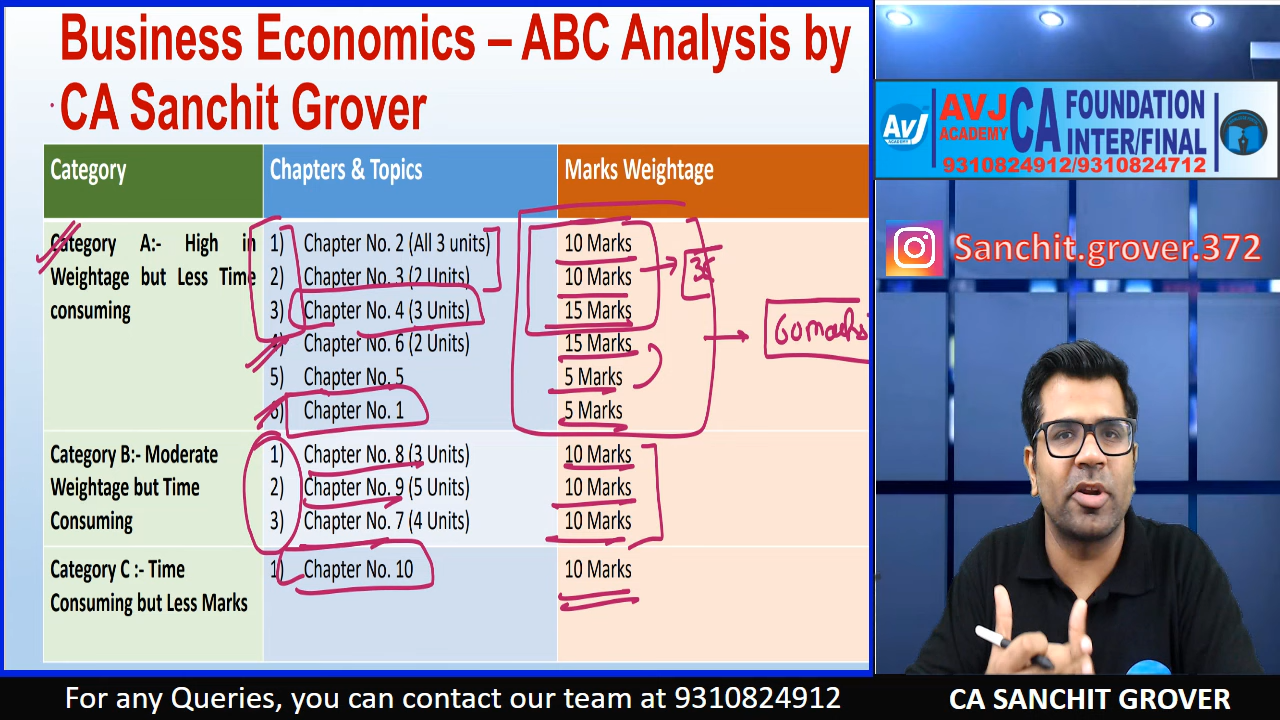 Business Economics – ABC Analysis by
CA Sanchit Grover
Category
Chapters & Topics
Marks Weightage
Category A:- High in
Weightage but Less Time
consuming
1) Chapter No. 2 (All 3 units)
2) Chapter No. 3 (2 Units)
3) Chapter No. 4 (3 Units)
4) Chapter No. 6 (2 Units)
5) Chapter No. 5
6) Chapter No. 1
10 Marks
10 Marks
15 Marks
15 Marks
5 Marks
5 Marks
35
60marks
Category B:- Moderate
Weightage but Time
Consuming
1) Chapter No. 8 (3 Units)
2) Chapter No. 9 (5 Units)
3) Chapter No. 7 (4 Units)
10 Marks
10 Marks
10 Marks
Category C :- Time
Consuming but Less Marks
1) Chapter No. 10
10 Marks
AVJ
ACADEMY
AVJ
ACADEMY
CA
FOUNDATION
INTER/FINAL
9310824912/9310824712
Sanchit.grover.372
For any Queries, you can contact our team at 9310824912
CA SANCHIT GROVER